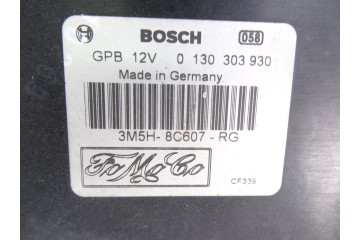 BOSCH 058
GPB 12V 0 130 303 930
Made in Germany
3M5H-8C607-RG
FoMoCo
CF339